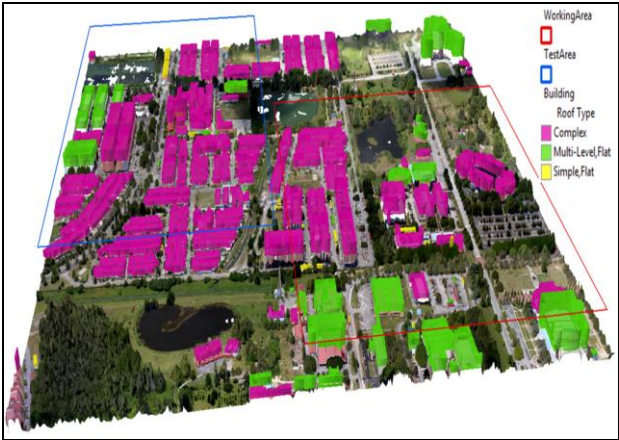 WorkingArea
TestArea
Building
Roof Type
Complex
Multi-Level,Flat
Simple,Flat